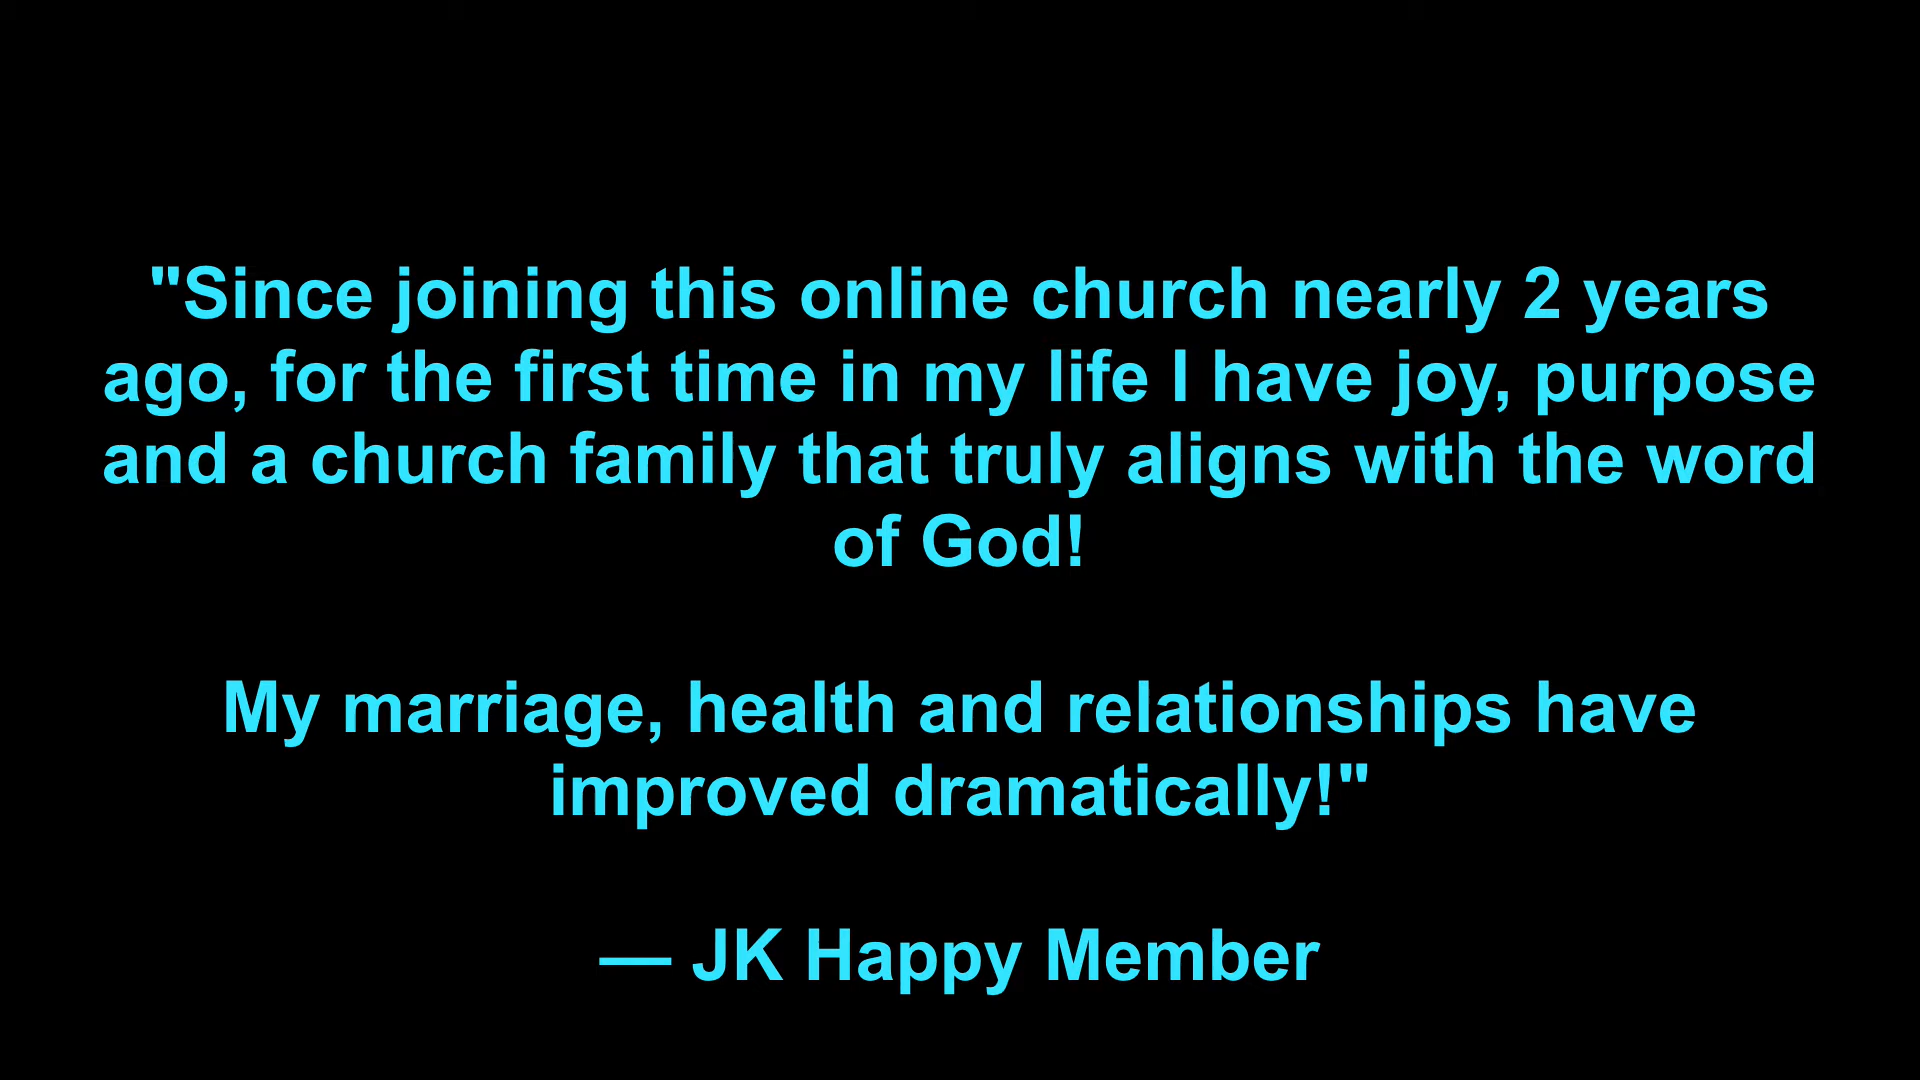 "Since joining this online church nearly 2 years
ago, for the first time in my life I have joy, purpose
and a church family that truly aligns with the word
of God!
My marriage, health and relationships have
improved dramatically!"
— JK Happy Member